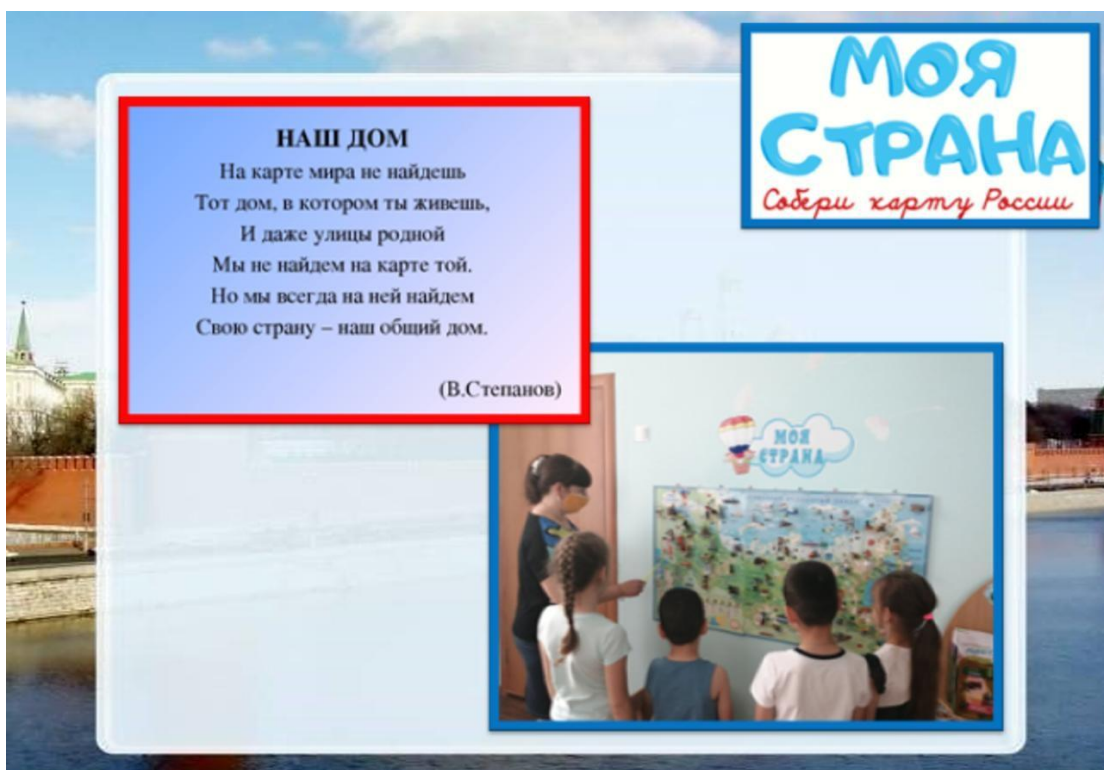 МОЯ
СТРАНА
Собери карту России
НАШ ДОМ
На карте мира не найдешь
Тот дом, в котором ты живешь,
И даже улицы родной
Мы не найдем на карте той.
Но мы всегда на ней найдем
Свою страну – наш общий дом.
(В.Степанов)
МОЯ
СТРАНА